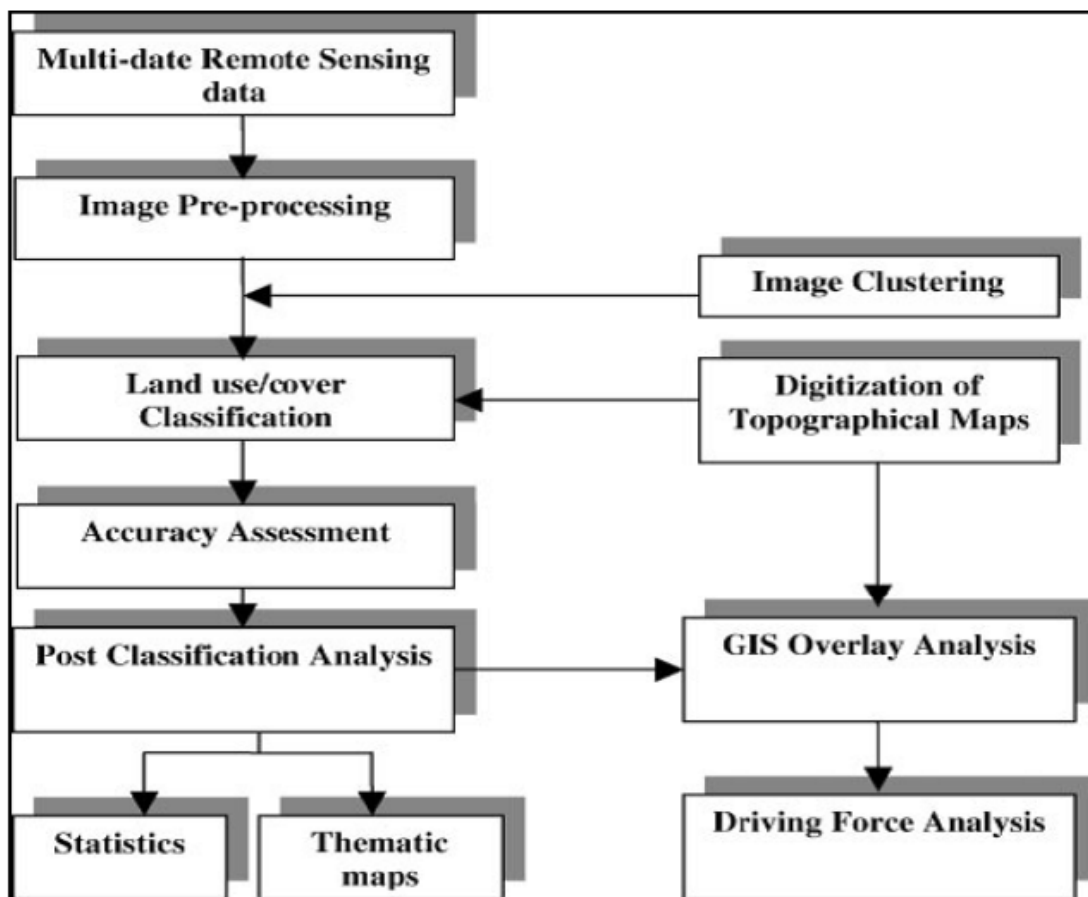 Multi-date Remote Sensing
data
Image Pre-processing
Image Clustering
Land use/cover
Classification
Digitization of
Topographical Maps
Accuracy Assessment
Post Classification Analysis
GIS Overlay Analysis
Statistics
Thematic
maps
Driving Force Analysis